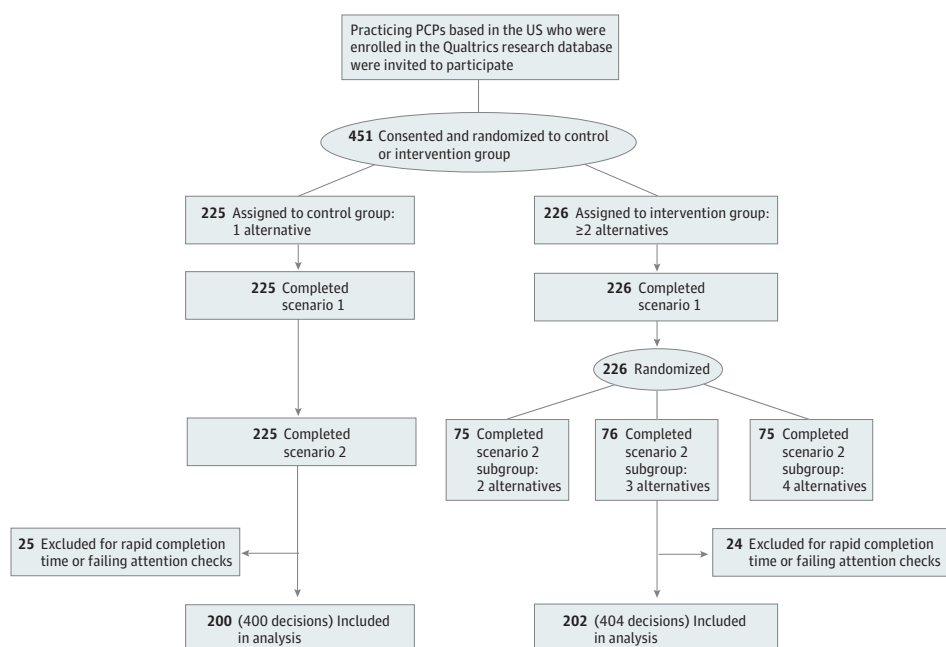 Practicing PCPs based in the US who were
enrolled in the Qualtrics research database
were invited to participate
451 Consented and randomized to control
or intervention group
225 Assigned to control group:
1 alternative
226 Assigned to intervention group:
≥2 alternatives
225 Completed
scenario 1
226 Completed
scenario 1
226 Randomized
225 Completed
scenario 2
75 Completed
scenario 2
subgroup:
2 alternatives
76 Completed
scenario 2
subgroup:
3 alternatives
75 Completed
scenario 2
subgroup:
4 alternatives
25 Excluded for rapid completion
time or failing attention checks
24 Excluded for rapid completion
time or failing attention checks
200 (400 decisions) Included
in analysis
202 (404 decisions) Included
in analysis